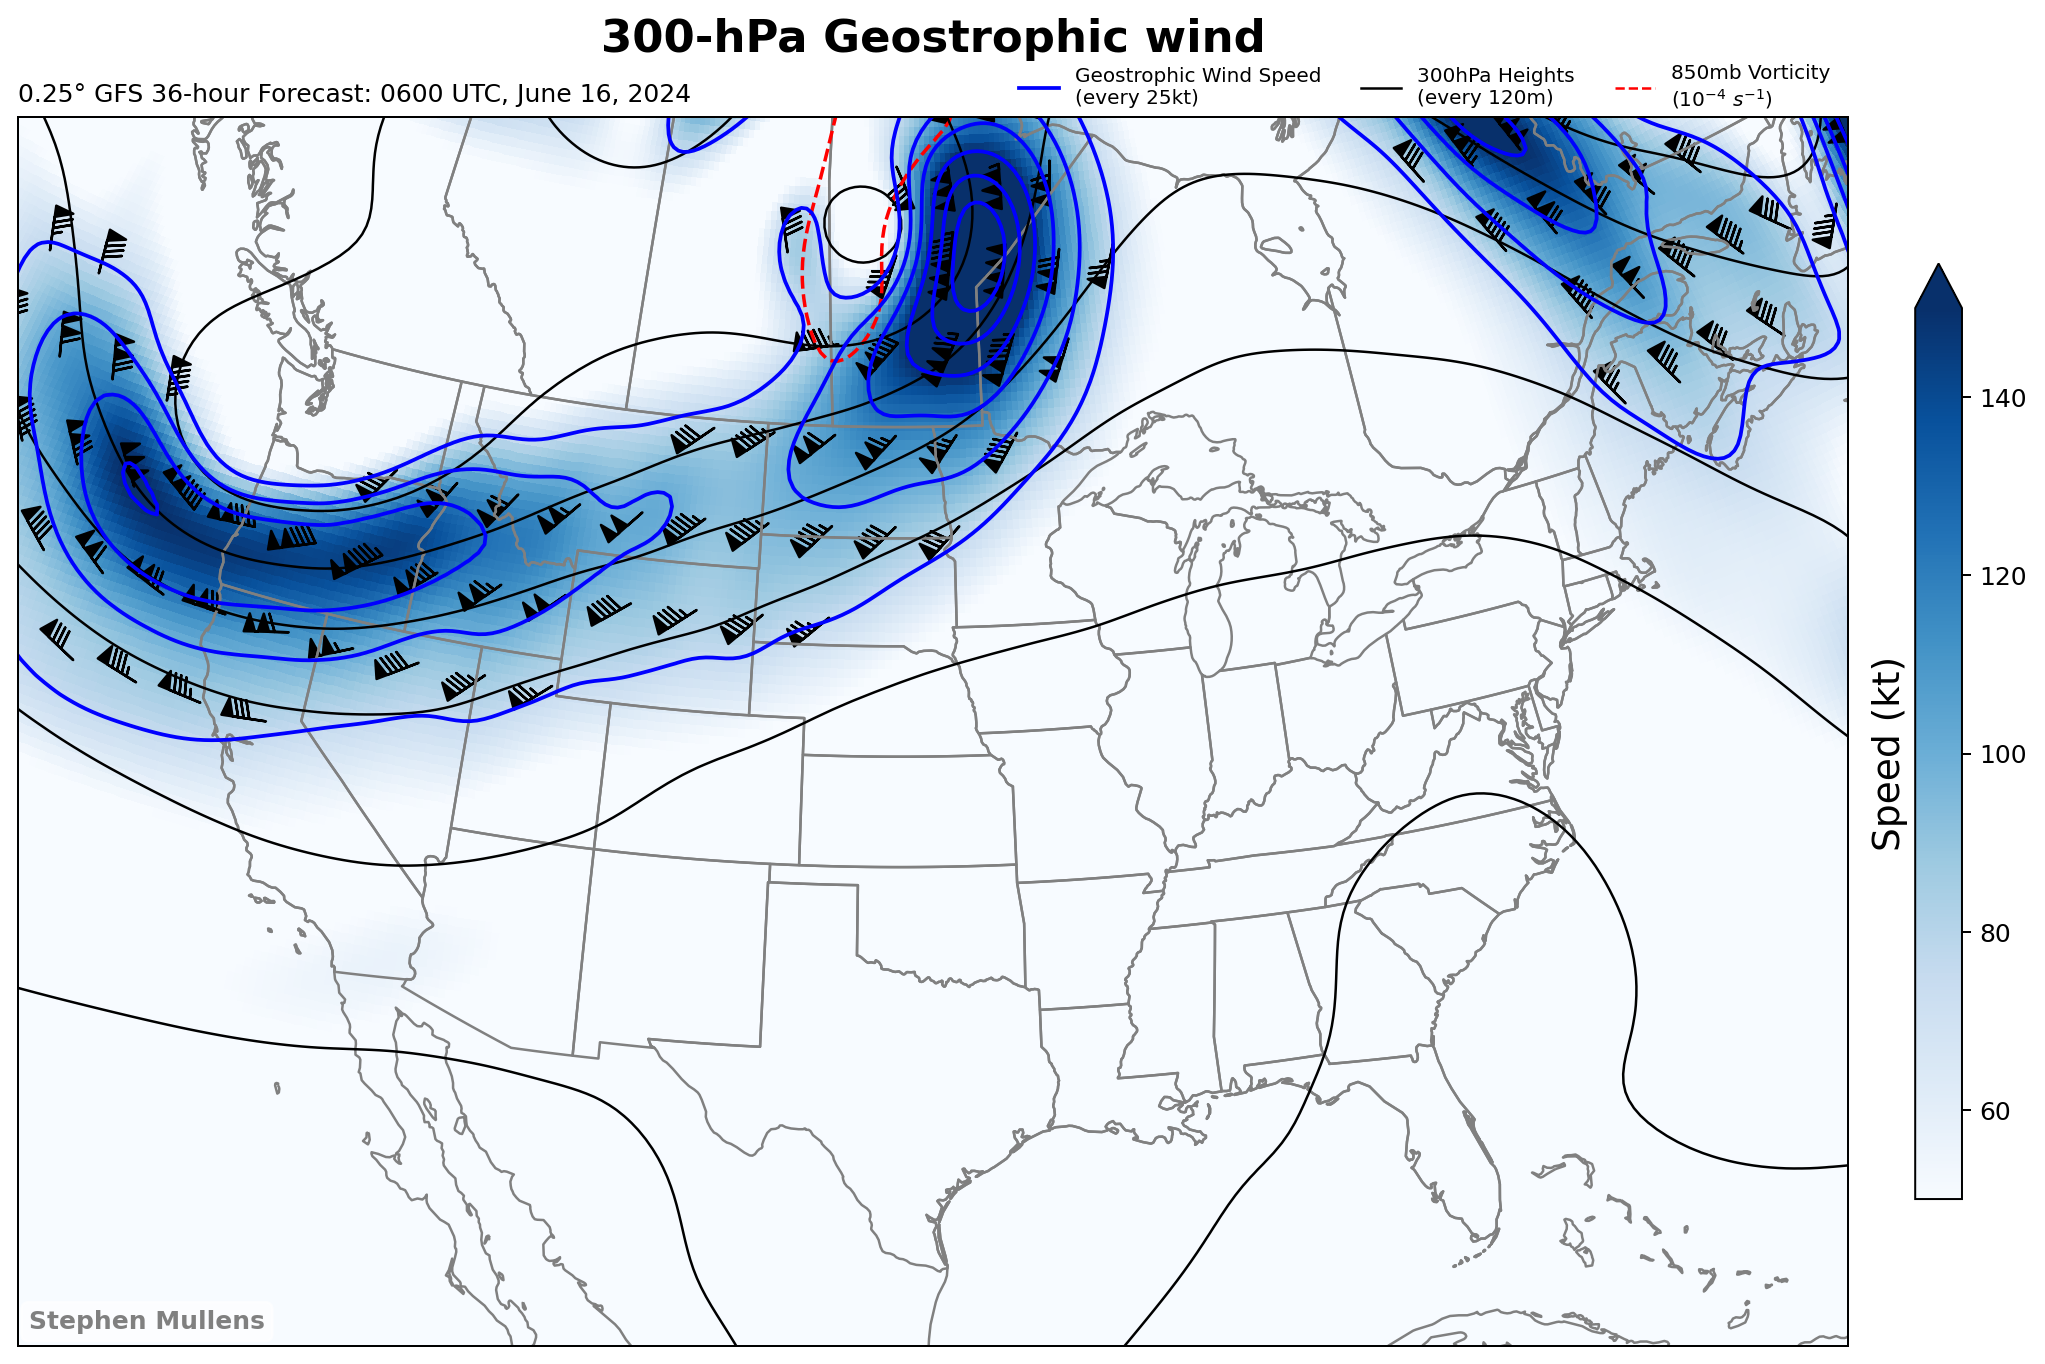 300-hPa Geostrophic wind
0.25° GFS 36-hour Forecast: 0600 UTC, June 16, 2024
Geostrophic Wind Speed
(every 25kt)
300hPa Heights
(every 120m)
850mb Vorticity
(10⁻⁴ s⁻¹)
140
120
100
80
60
Speed (kt)
Stephen Mullens